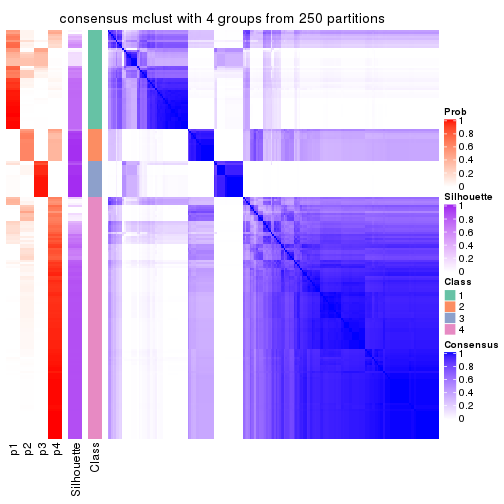 consensus mclust with 4 groups from 250 partitions
Prob
1
0.8
0.6
0.4
0.2
0
Silhouette
1
0.8
0.6
0.4
0.2
0
Class
1
2
3
4
Consensus
1
0.8
0.6
0.4
0.2
0
p1
p2
p3
p4
Silhouette
Class